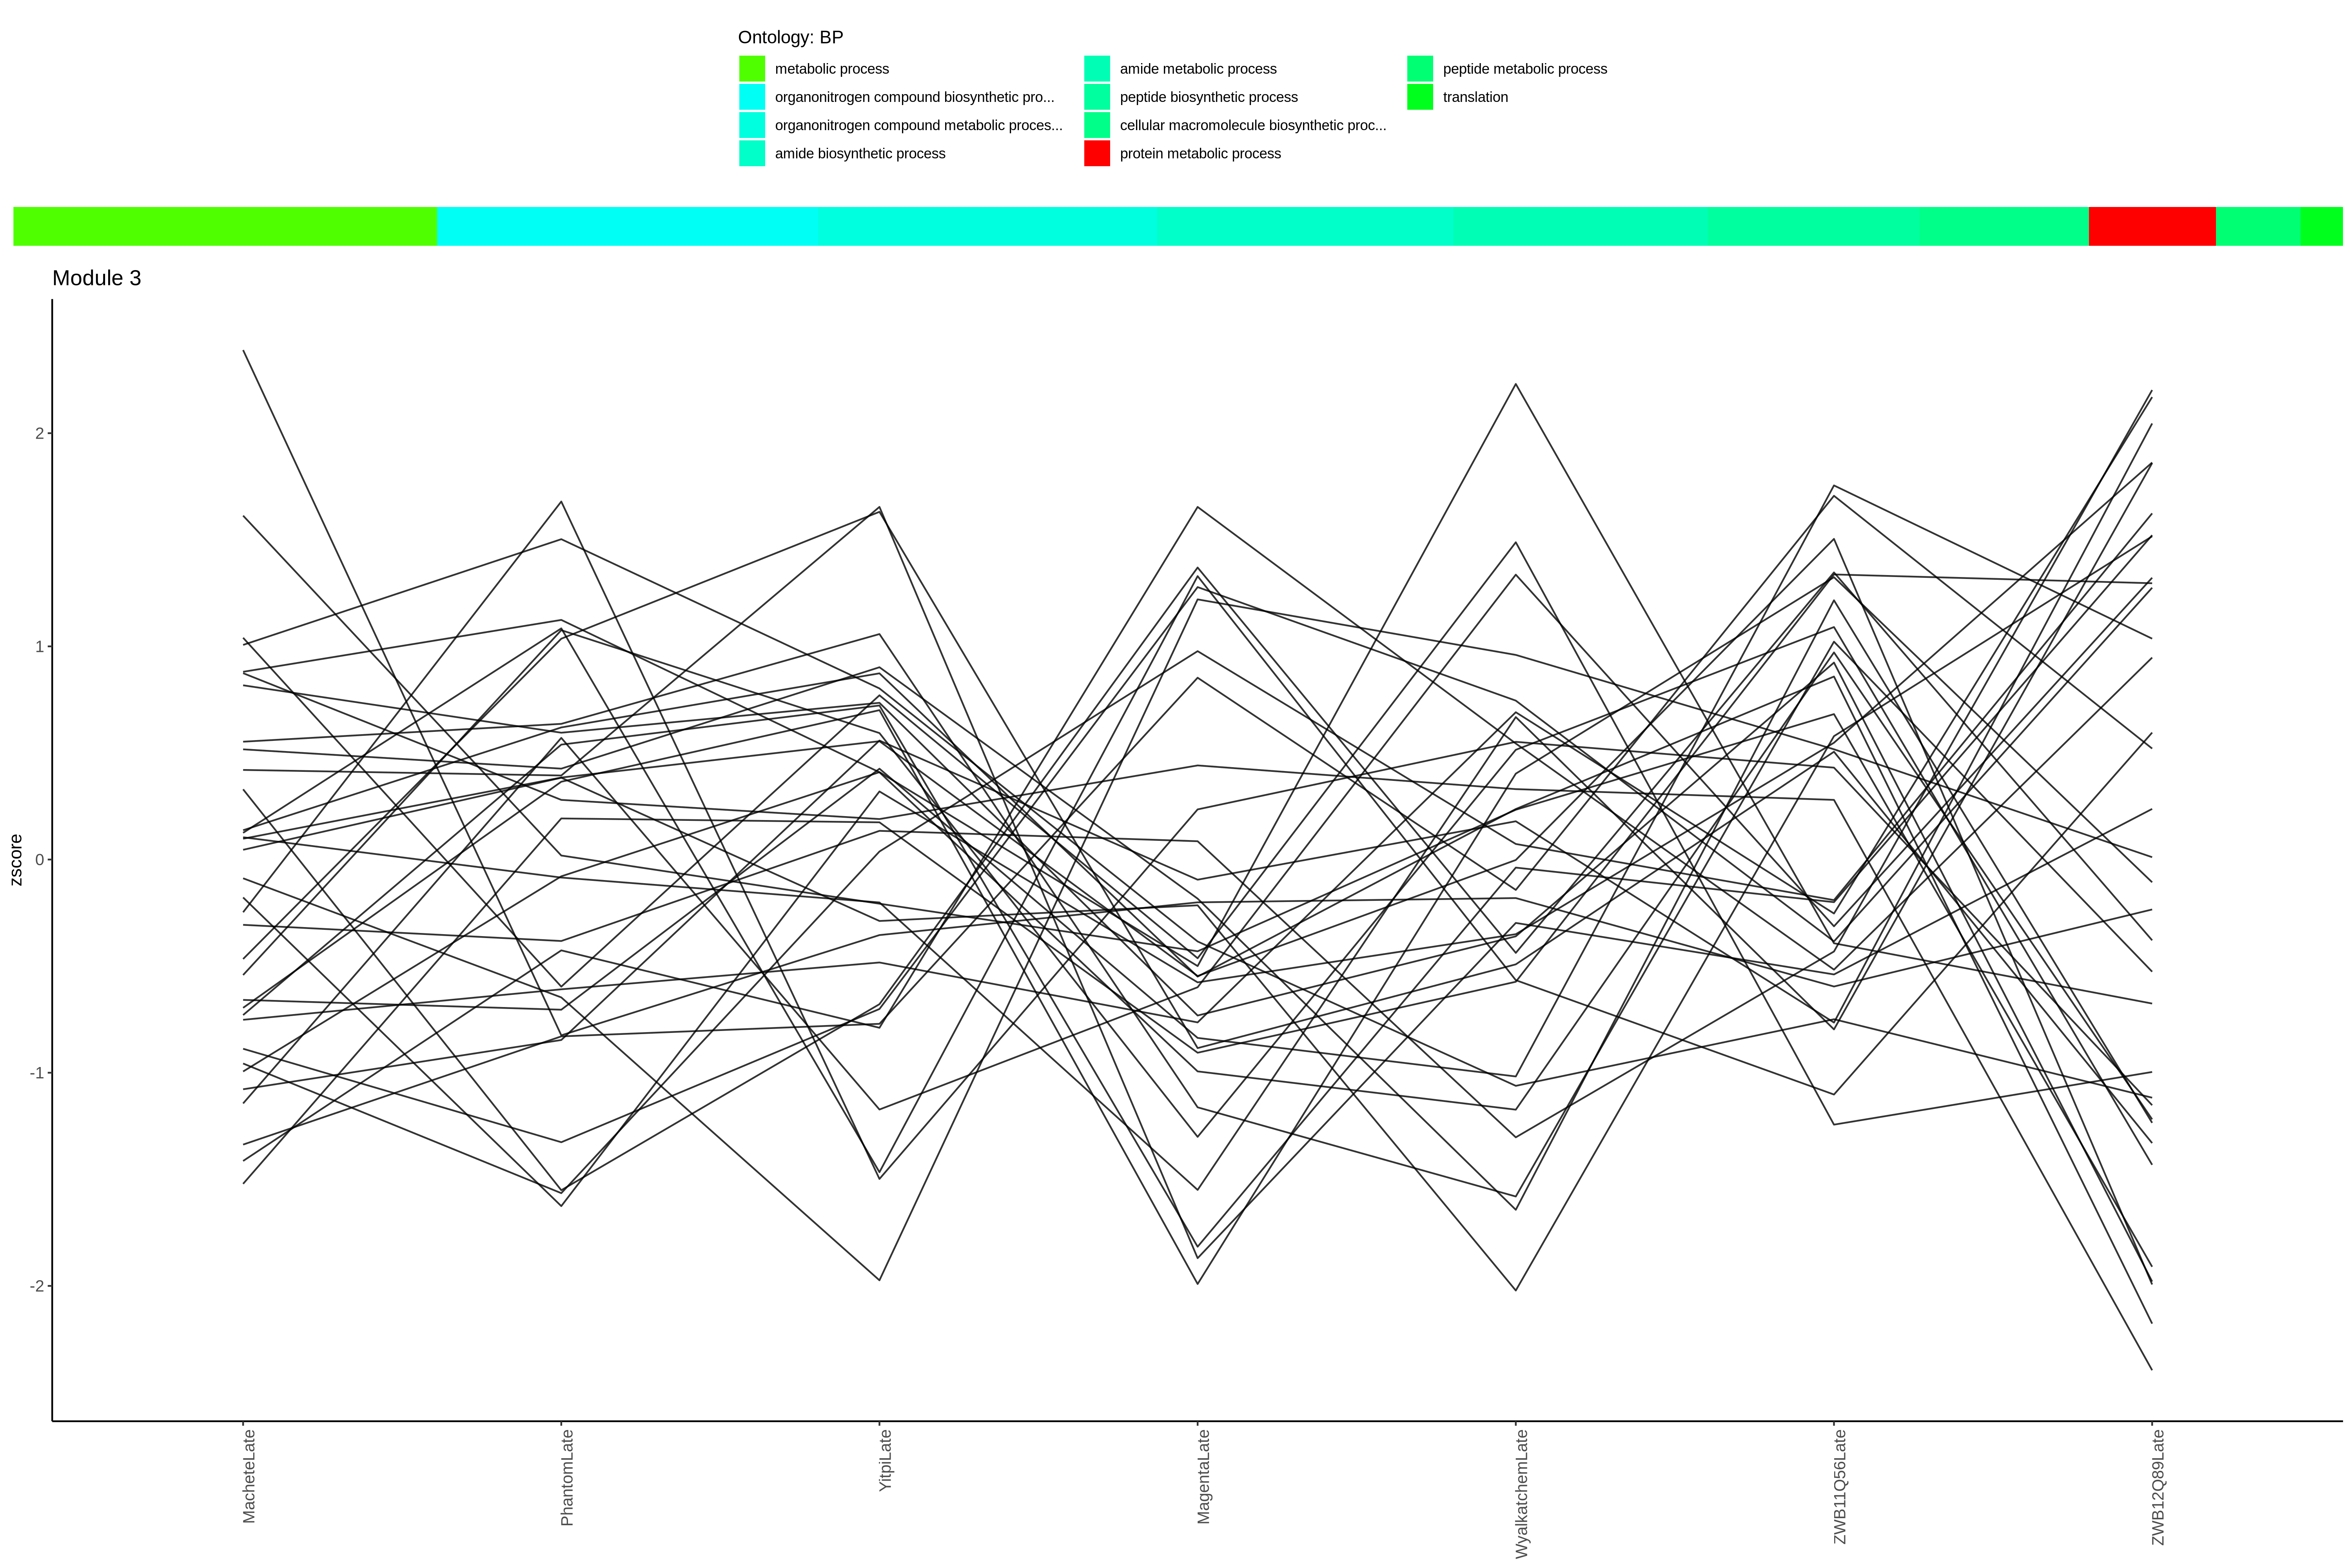 Ontology: BP
metabolic process
organonitrogen compound biosynthetic pro...
organonitrogen compound metabolic proces...
amide biosynthetic process
amide metabolic process
peptide biosynthetic process
cellular macromolecule biosynthetic proc...
protein metabolic process
peptide metabolic process
translation
Module 3
zscore
2
1
0
-1
-2
MacheteLate
PhantomLate
YitpiLate
MagentaLate
WyalkatchemLate
ZWB11Q56Late
ZWB12Q89Late